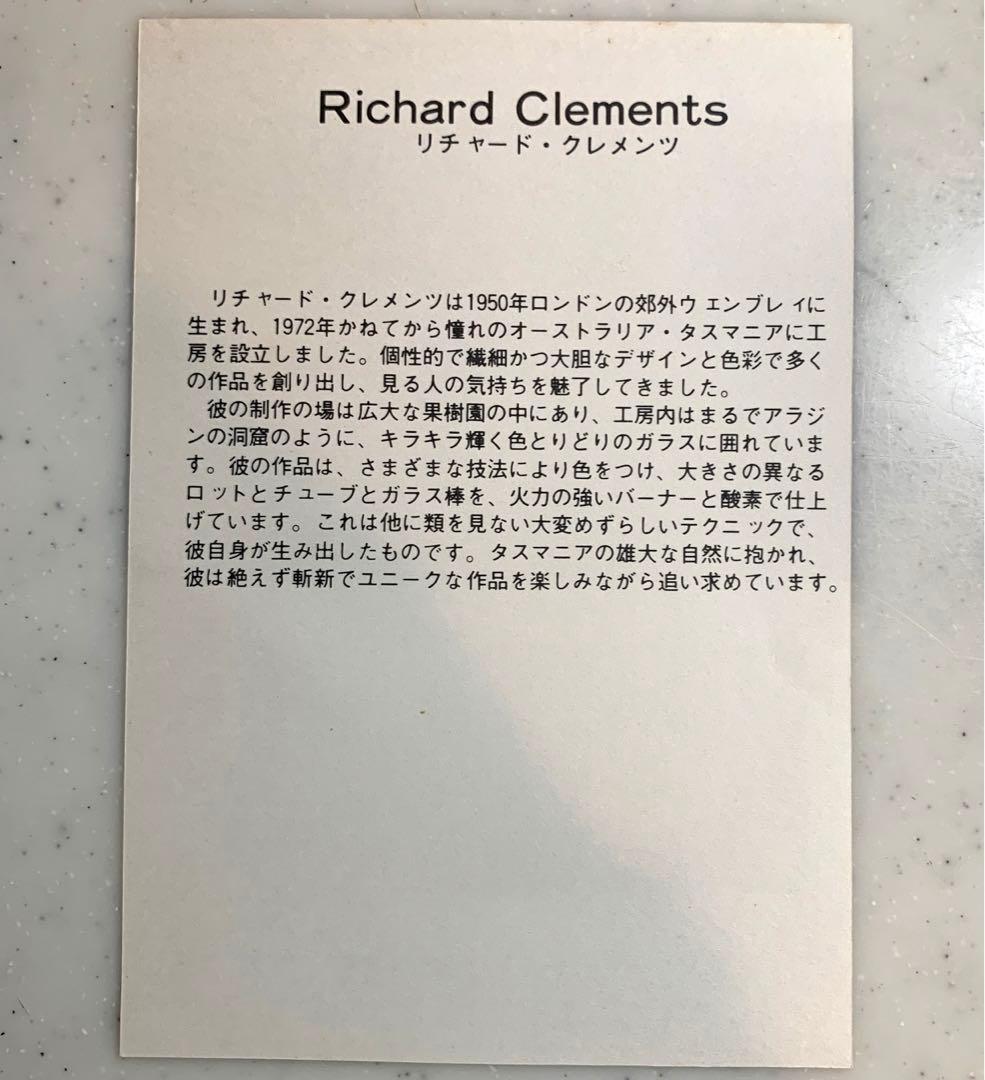 Richard Clements
リチャード・クレメンツ
リチャード・クレメンツは1950年ロンドンの郊外ウェンブレィに
生まれ、1972年かねてから憧れのオーストラリア・タスマニアに工
房を設立しました。個性的で繊細かつ大胆なデザインと色彩で多く
の作品を創り出し、見る人の気持ちを魅了してきました。
彼の制作の場は広大な果樹園の中にあり、工房内はまるでアラジ
ンの洞窟のように、キラキラ輝く色とりどりのガラスに囲れていま
す。彼の作品は、さまざまな技法により色をつけ、大きさの異なる
ロットとチューブとガラス棒を、火力の強いバーナーと酸素で仕上
げています。これは他に類を見ない大変めずらしいテクニックで、
彼自身が生み出したものです。タスマニアの雄大な自然に抱かれ、
彼は絶えず斬新でユニークな作品を楽しみながら追い求めています。